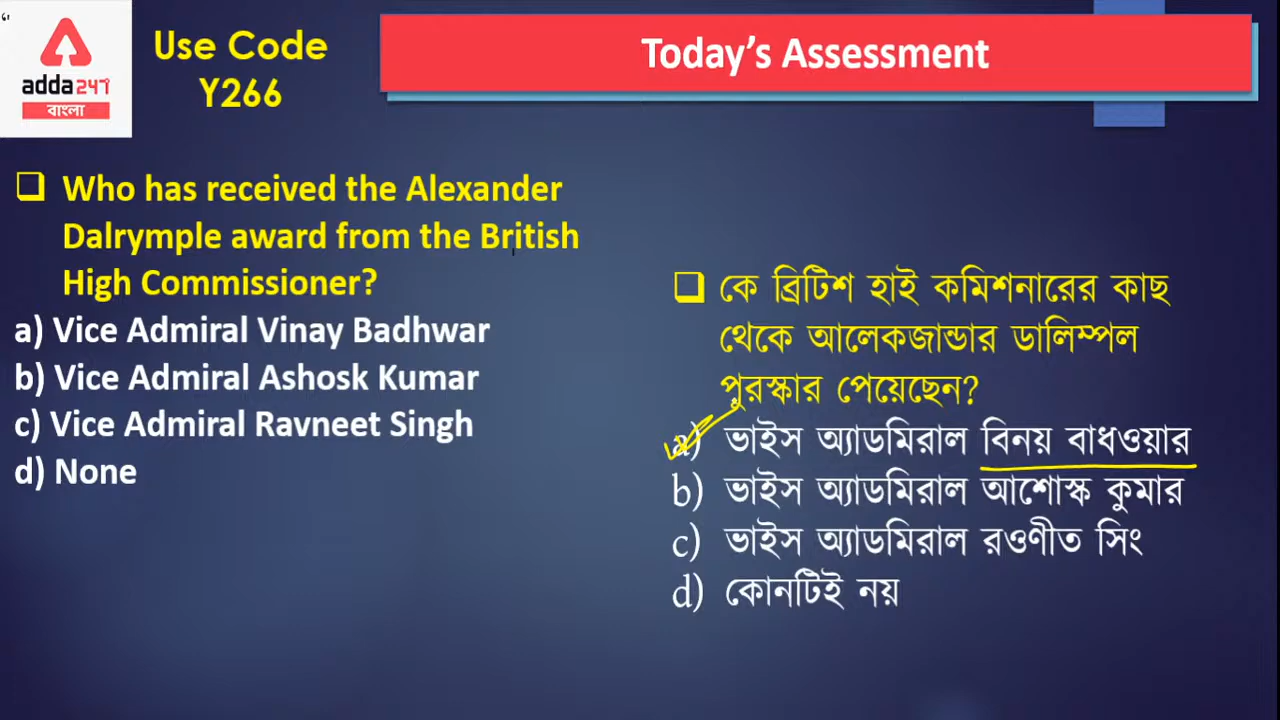 adda247
বাংলা
Use Code
Y266
Today’s Assessment
❑ Who has received the Alexander
Dalrymple award from the British
High Commissioner?
a) Vice Admiral Vinay Badhwar
b) Vice Admiral Ashosk Kumar
c) Vice Admiral Ravneet Singh
d) None
❑ কে ব্রিটিশ হাই কমিশনারের কাছ
থেকে আলেকজান্ডার ডালিম্পল
পুরস্কার পেয়েছেন?
a) ভাইস অ্যাডমিরাল বিনয় বাধওয়ার
b) ভাইস অ্যাডমিরাল আশোস্ক কুমার
c) ভাইস অ্যাডমিরাল রওণীত সিং
d) কোনটিই নয়